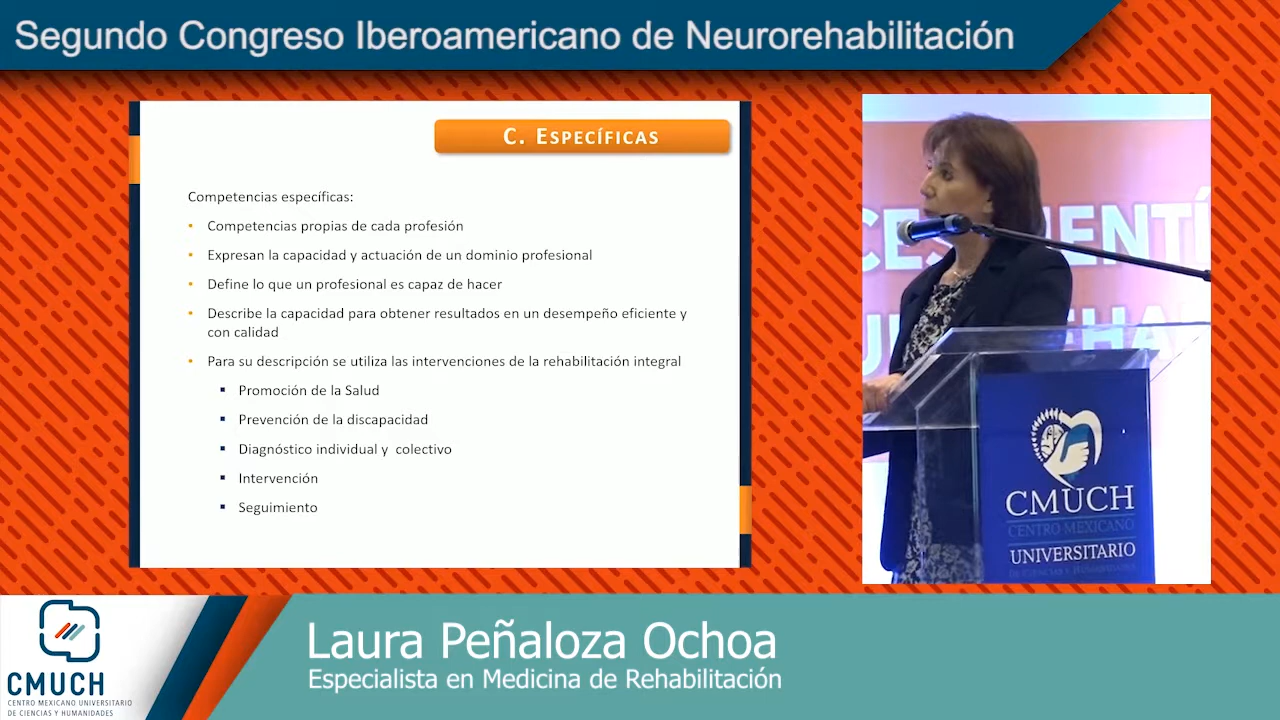 Segundo Congreso Iberoamericano de Neurorehabilitación
C. ESPECÍFICAS
Competencias específicas:
• Competencias propias de cada profesión
• Expresan la capacidad y actuación de un dominio profesional
• Define lo que un profesional es capaz de hacer
• Describe la capacidad para obtener resultados en un desempeño eficiente y
con calidad
• Para su descripción se utiliza las intervenciones de la rehabilitación integral
▪ Promoción de la Salud
▪ Prevención de la discapacidad
▪ Diagnóstico individual y colectivo
▪ Intervención
▪ Seguimiento
CMUCH
CENTRO MEXICANO
UNIVERSITARIO
DE CIENCIAS Y HUMANIDADES
Laura Peñaloza Ochoa
Especialista en Medicina de Rehabilitación
CMUCH
CENTRO MEXICANO UNIVERSITARIO
DE CIENCIAS Y HUMANIDADES